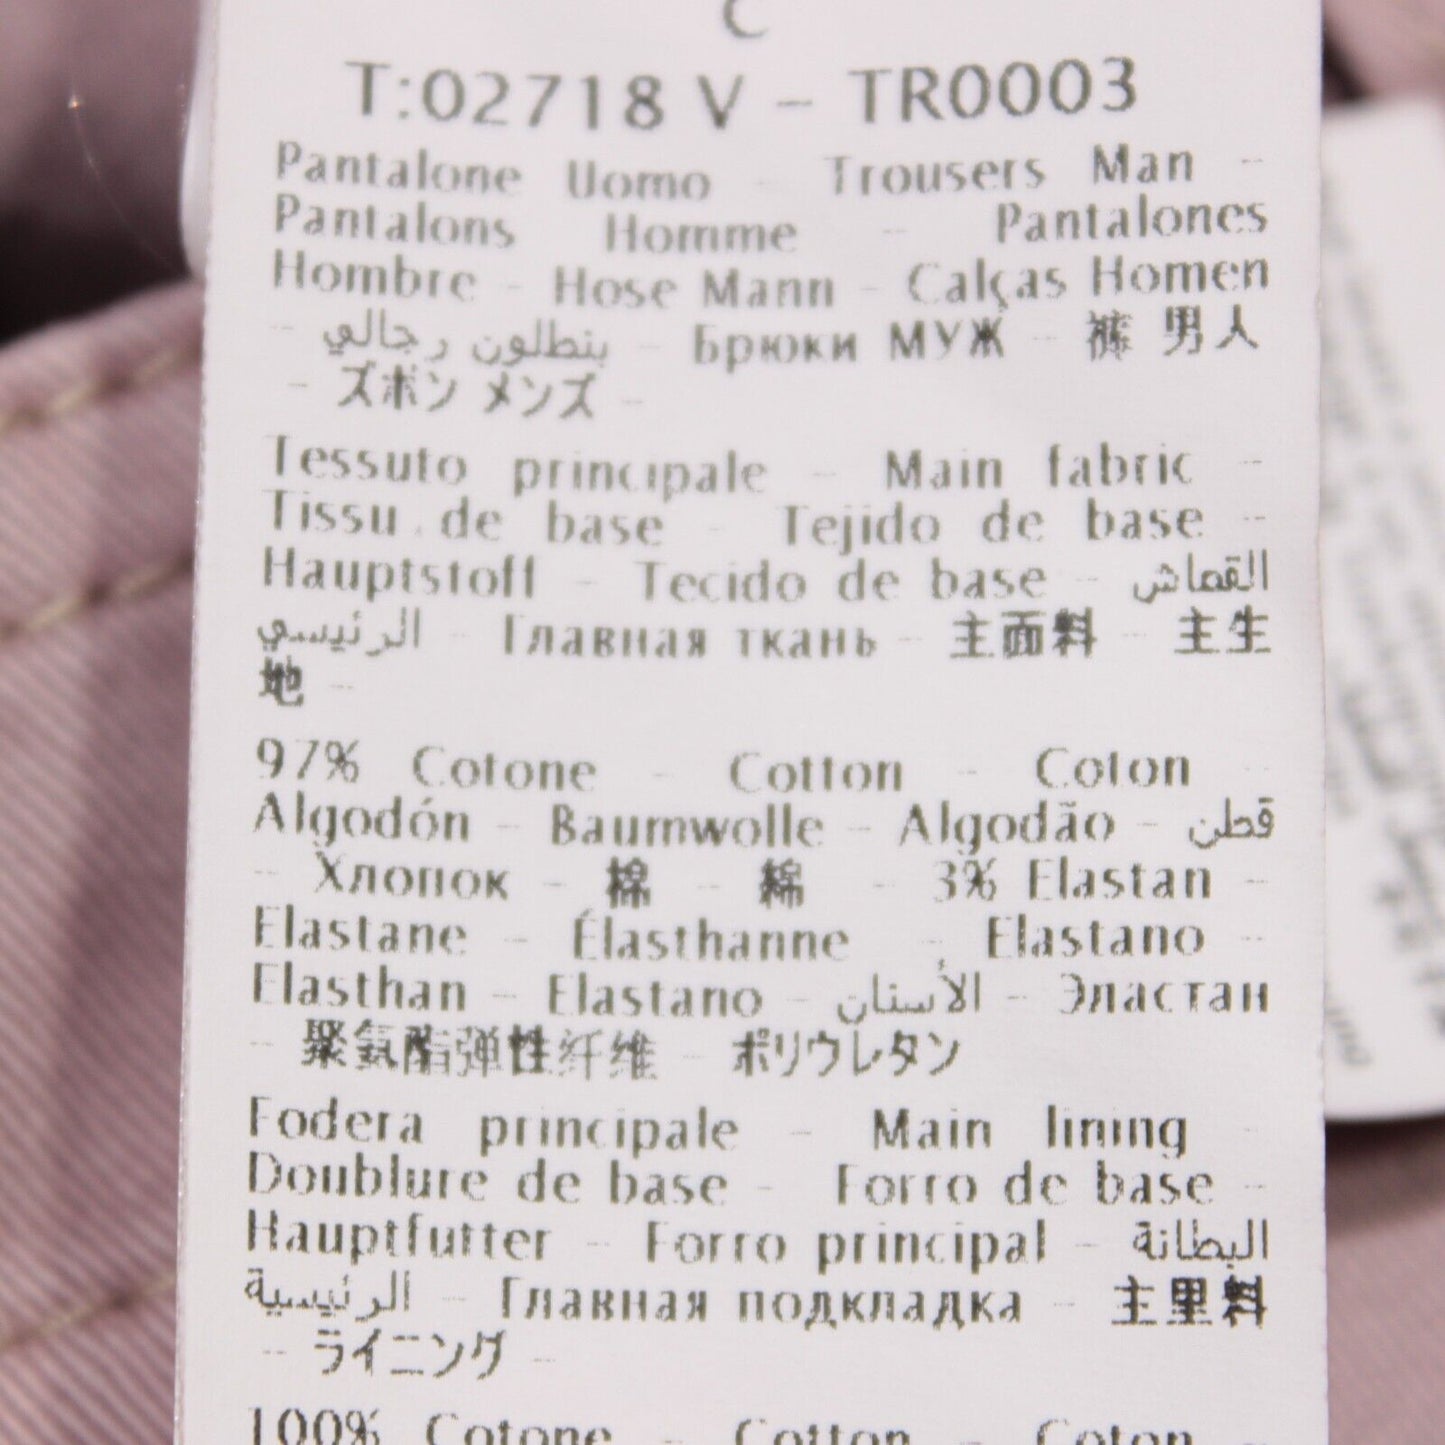 C
T:02718 V - TR0003
Pantalone Uomo - Trousers Man -
Pantalons Homme - Pantalones
Hombre - Hose Mann - Calças Homen
- بنطلون رجالي - Брюки МУЖ - 裤 男人
- ズボン メンズ -
Tessuto principale - Main fabric -
Tissu de base - Tejido de base -
Hauptstoff - Tecido de base - القماش
الرئيسي - Главная ткань - 主面料 - 主生
地 -
97% Cotone - Cotton - Coton -
Algodón - Baumwolle - Algodão - قطن
- Хлопок - 棉 - 綿 - 3% Elastan -
Elastane - Élasthanne - Elastano -
Elasthan - Elastano - الأستان - Эластан
- 聚氨酯弹性纤维 - ポリウレタン
Fodera principale - Main lining -
Doublure de base - Forro de base -
Hauptfutter - Forro principal - البطانة
الرئيسية - Главная подкладка - 主里料
- ライニング -
100% Cotone - Cotton - Coton -